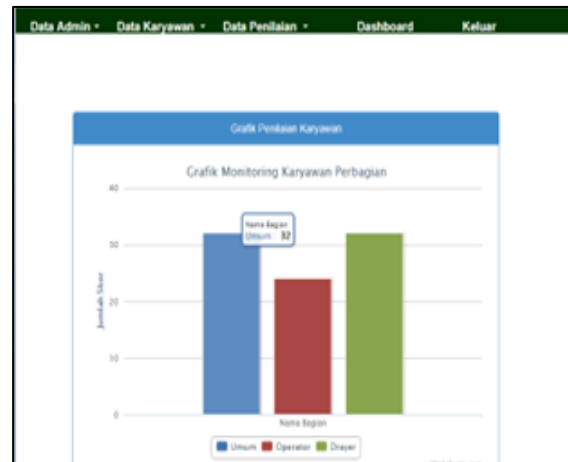 Data Admin Data Karyawan Data Penilaian Dashboard Keluar
Grafik Penilaian Karyawan
Grafik Monitoring Karyawan Perbagian
40
Nama Bagian
Umum 32
30
Jumlah Skor
20
10
0
Nama Bagian
Umum Operator Drayer